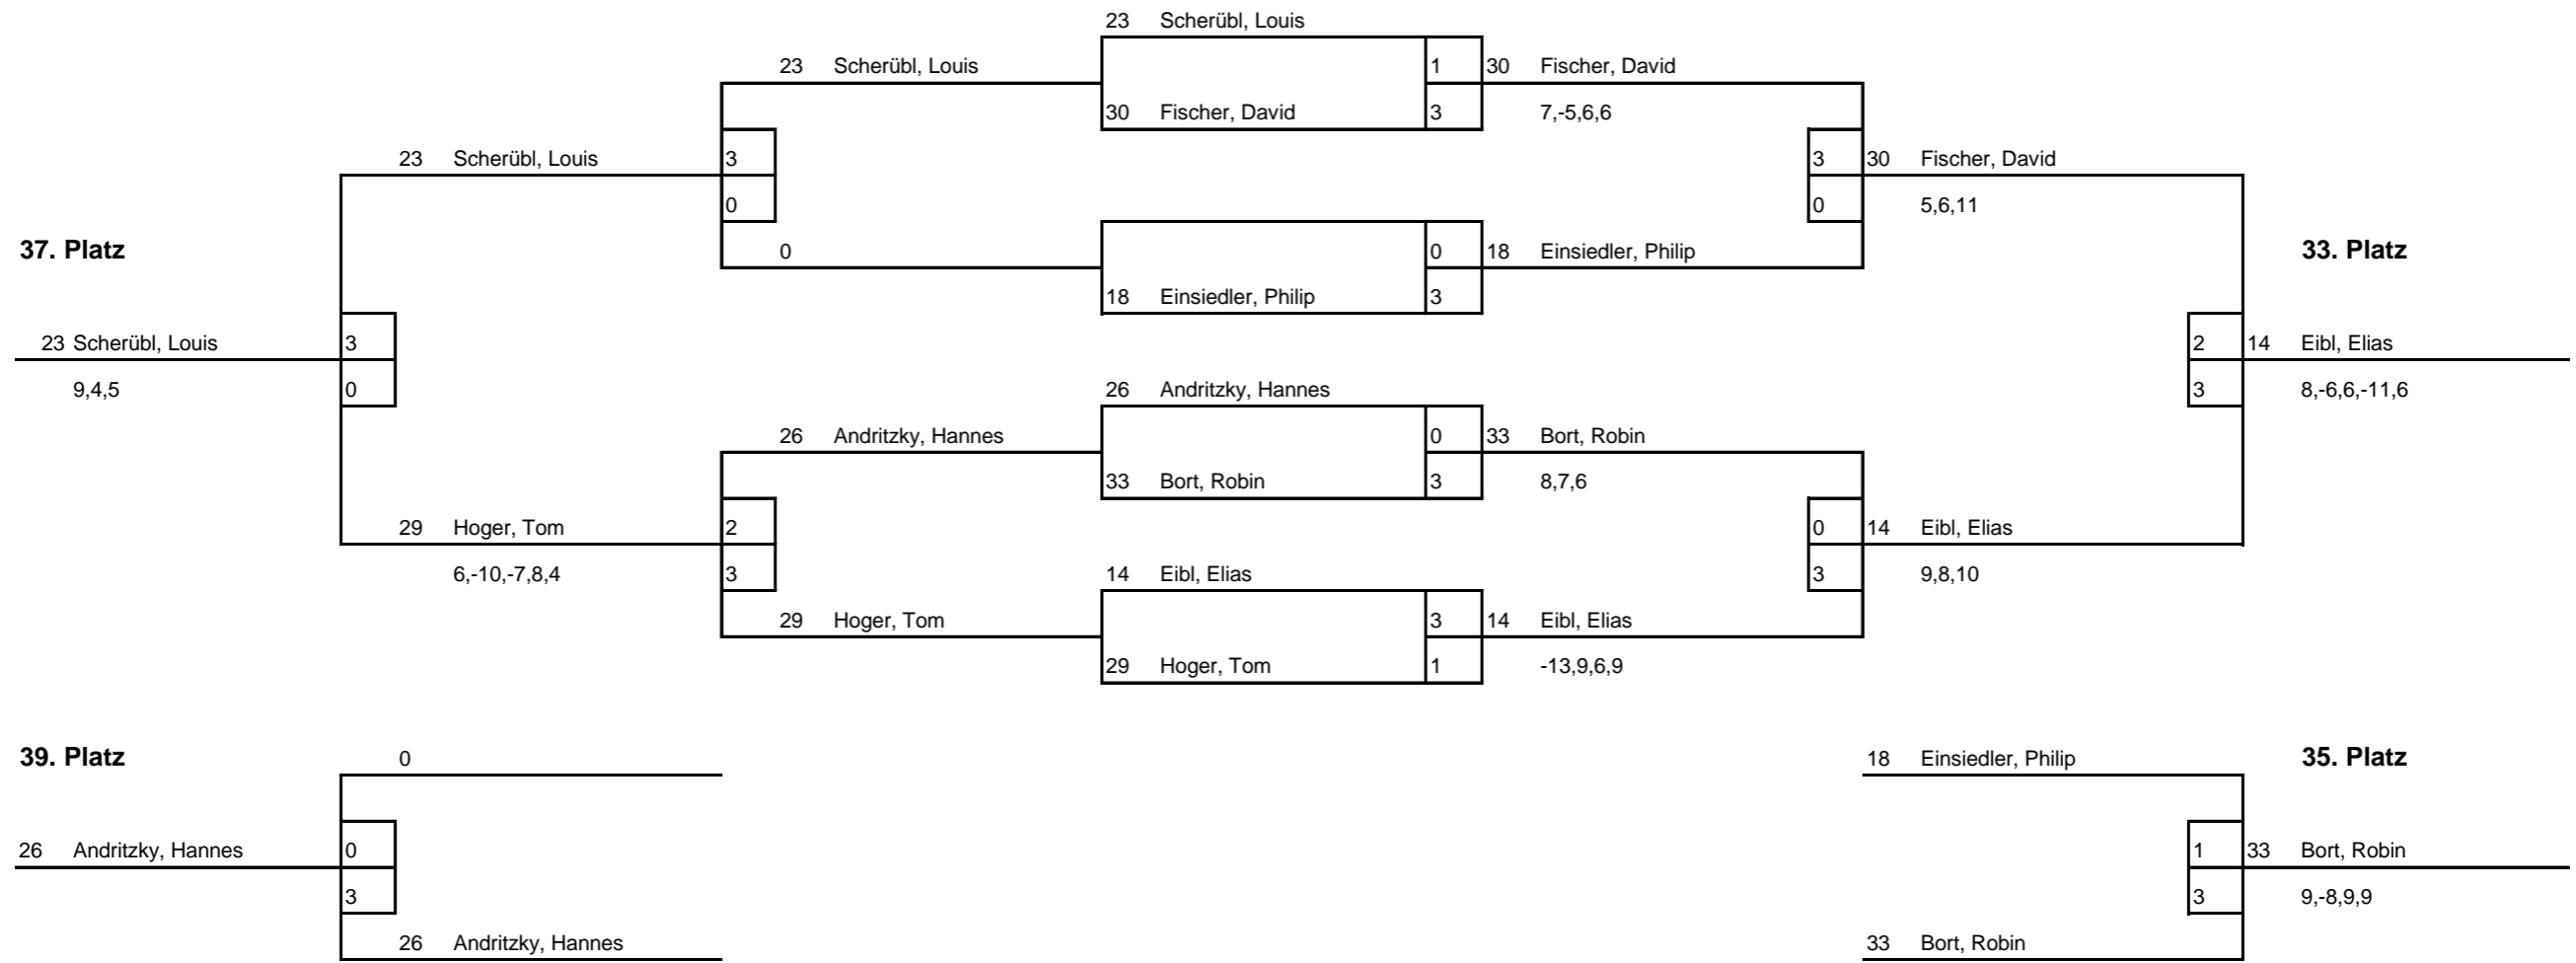 23 Scherübl, Louis
23 Scherübl, Louis 1 30 Fischer, David
30 Fischer, David 3 7,-5,6,6
23 Scherübl, Louis 3 3 30 Fischer, David
0 0 5,6,11
37. Platz 0 0 18 Einsiedler, Philip 33. Platz
18 Einsiedler, Philip 3
23 Scherübl, Louis 3 2 14 Eibl, Elias
9,4,5 0 26 Andritzky, Hannes 3 8,-6,6,-11,6
26 Andritzky, Hannes 0 33 Bort, Robin
33 Bort, Robin 3 8,7,6
29 Hoger, Tom 2 0 14 Eibl, Elias
6,-10,-7,8,4 3 14 Eibl, Elias 3 9,8,10
29 Hoger, Tom 3 14 Eibl, Elias
29 Hoger, Tom 1 -13,9,6,9
39. Platz 0 18 Einsiedler, Philip 35. Platz
26 Andritzky, Hannes 0 1 33 Bort, Robin
3 3 9,-8,9,9
26 Andritzky, Hannes 33 Bort, Robin